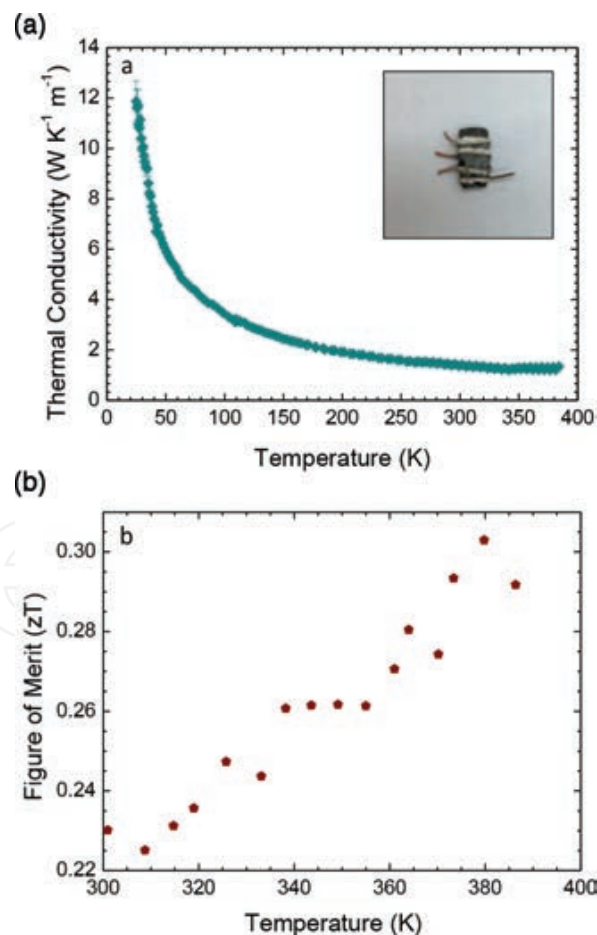 (a)
a
14
12
10
8
6
4
2
0
Thermal Conductivity (W K⁻¹ m⁻¹)
0 50 100 150 200 250 300 350 400
Temperature (K)
(b)
b
0.30
0.28
0.26
0.24
0.22
Figure of Merit (zT)
300 320 340 360 380 400
Temperature (K)